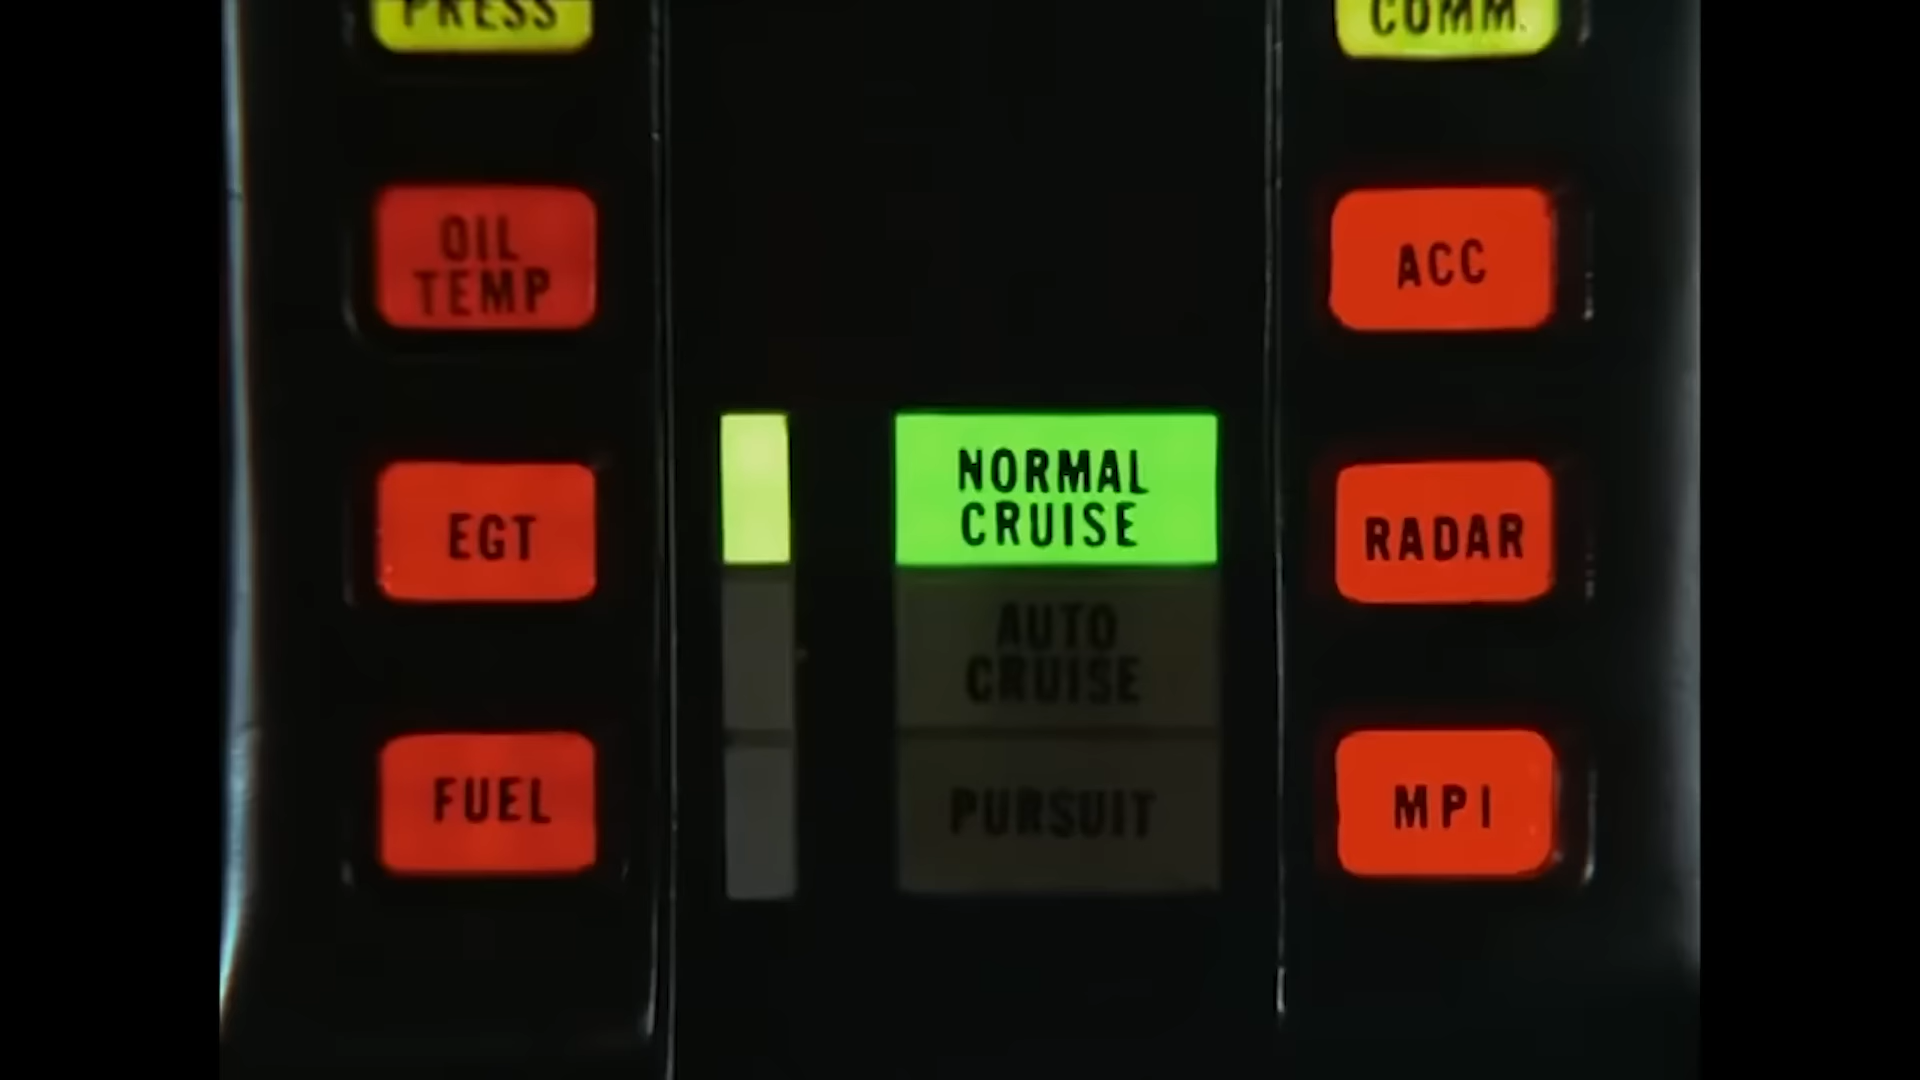 PRESS
OIL
TEMP
EGT
FUEL
NORMAL
CRUISE
AUTO
CRUISE
PURSUIT
COMM.
ACC
RADAR
MPI